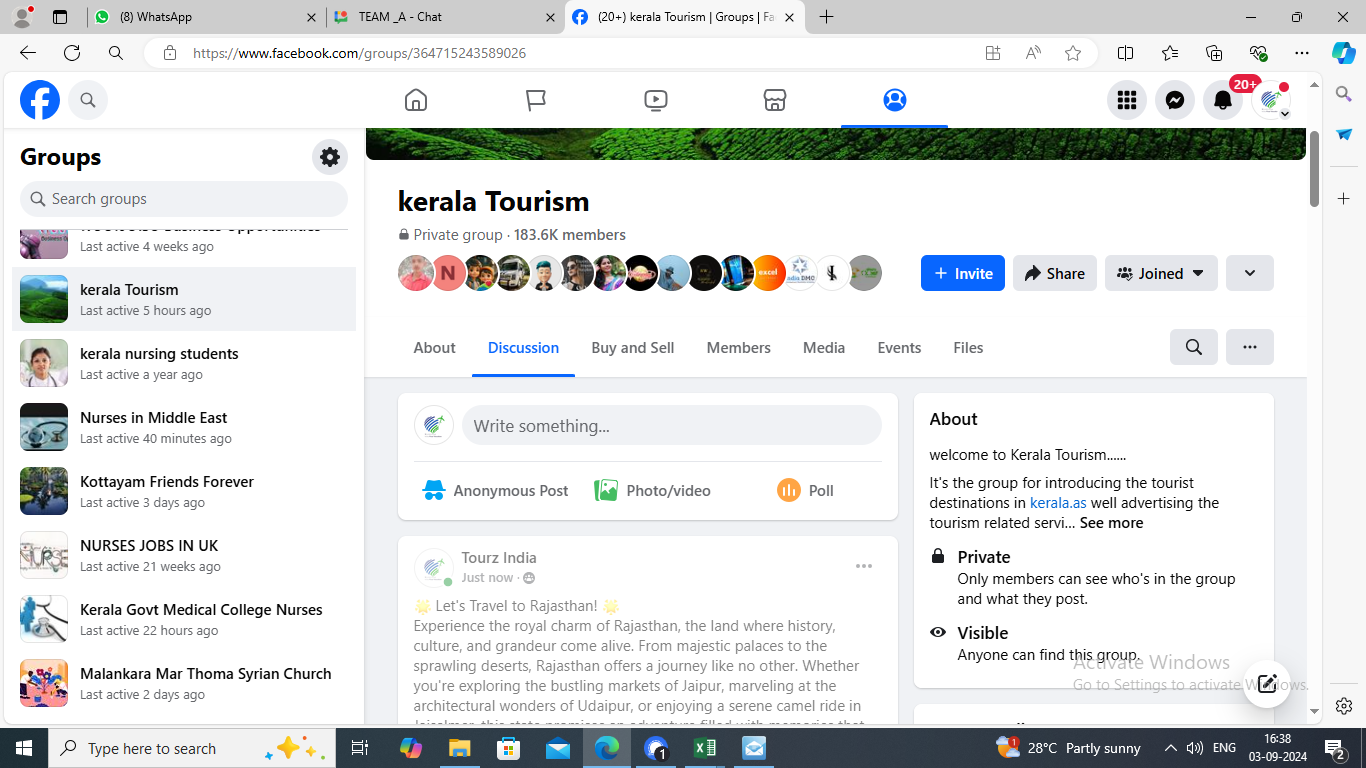 (8) WhatsApp
TEAM _A - Chat
(20+) kerala Tourism | Groups | Fa
https://www.facebook.com/groups/364715243589026
20+
Groups
Search groups
Last active 4 weeks ago
kerala Tourism
Last active 5 hours ago
kerala nursing students
Last active a year ago
Nurses in Middle East
Last active 40 minutes ago
Kottayam Friends Forever
Last active 3 days ago
NURSES JOBS IN UK
Last active 21 weeks ago
Kerala Govt Medical College Nurses
Last active 22 hours ago
Malankara Mar Thoma Syrian Church
Last active 2 days ago
kerala Tourism
Private group · 183.6K members
N
excel
Invite
Share
Joined
About
Discussion
Buy and Sell
Members
Media
Events
Files
Write something...
Anonymous Post
Photo/video
Poll
Tourz India
Just now ·
🌟 Let's Travel to Rajasthan! 🌟
Experience the royal charm of Rajasthan, the land where history,
culture, and grandeur come alive. From majestic palaces to the
sprawling deserts, Rajasthan offers a journey like no other. Whether
you're exploring the bustling markets of Jaipur, marveling at the
architectural wonders of Udaipur, or enjoying a serene camel ride in
About
welcome to Kerala Tourism......
It's the group for introducing the tourist
destinations in kerala.as well advertising the
tourism related servi... See more
Private
Only members can see who's in the group
and what they post.
Visible
Anyone can find this group.
Activate Windows
Go to Settings to activate Windows.
Type here to search
1
1
28°C Partly sunny
ENG
16:38
03-09-2024
2